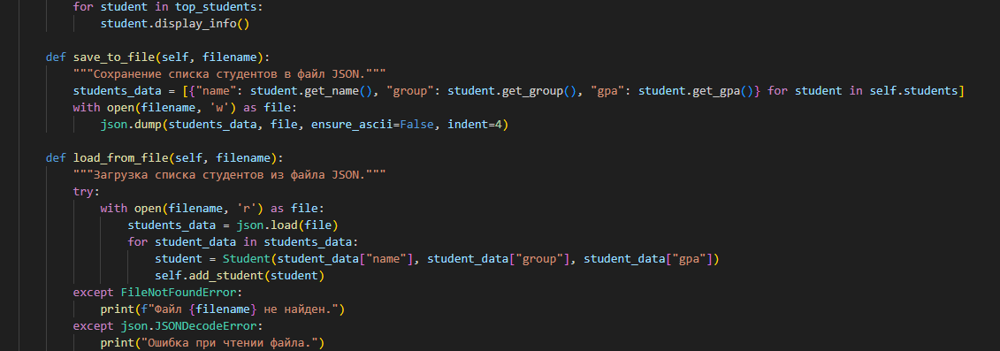 for student in top_students:
student.display_info()
def save_to_file(self, filename):
"""Сохранение списка студентов в файл JSON."""
students_data = [{"name": student.get_name(), "group": student.get_group(), "gpa": student.get_gpa()} for student in self.students]
with open(filename, 'w') as file:
json.dump(students_data, file, ensure_ascii=False, indent=4)
def load_from_file(self, filename):
"""Загрузка списка студентов из файла JSON."""
try:
with open(filename, 'r') as file:
students_data = json.load(file)
for student_data in students_data:
student = Student(student_data["name"], student_data["group"], student_data["gpa"])
self.add_student(student)
except FileNotFoundError:
print(f"Файл {filename} не найден.")
except json.JSONDecodeError:
print("Ошибка при чтении файла.")